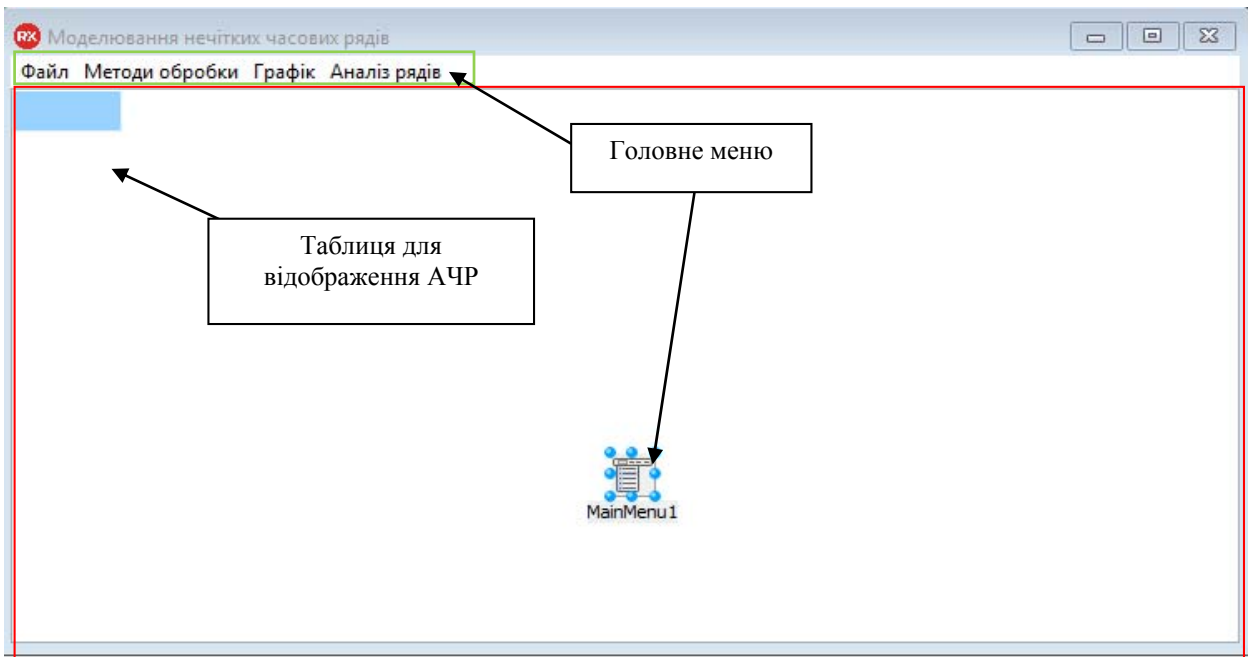 RX Моделювання нечітких часових рядів
Файл Методи обробки Графік Аналіз рядів
Головне меню
Таблиця для
відображення АЧР
MainMenu1